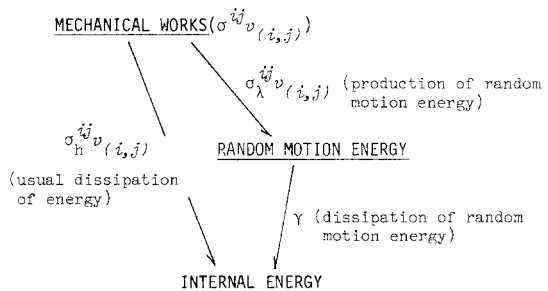 MECHANICAL WORKS(σ^{ij}v_{(i,j)})
σ_λ^{ij}v_{(i,j)} (production of random
motion energy)
σ_h^{ij}v_{(i,j)}
(usual dissipation
of energy)
RANDOM MOTION ENERGY
γ (dissipation of random
motion energy)
INTERNAL ENERGY